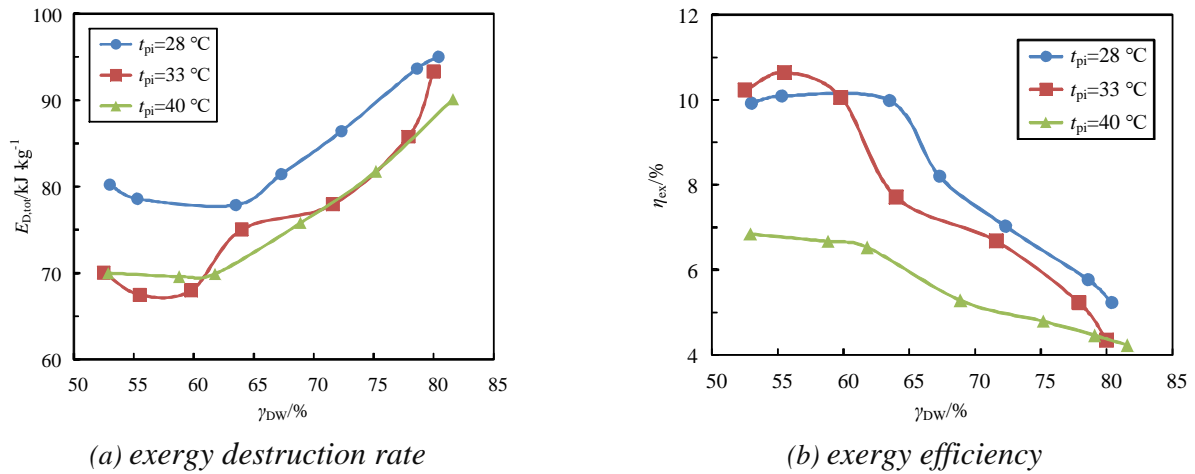 100
90
80
70
60
E_D,tot/kJ kg⁻¹
t_pi=28 ℃
t_pi=33 ℃
t_pi=40 ℃
50 55 60 65 70 75 80 85
γ_DW/%
(a) exergy destruction rate
12
10
8
6
4
η_ex/%
t_pi=28 ℃
t_pi=33 ℃
t_pi=40 ℃
50 55 60 65 70 75 80 85
γ_DW/%
(b) exergy efficiency